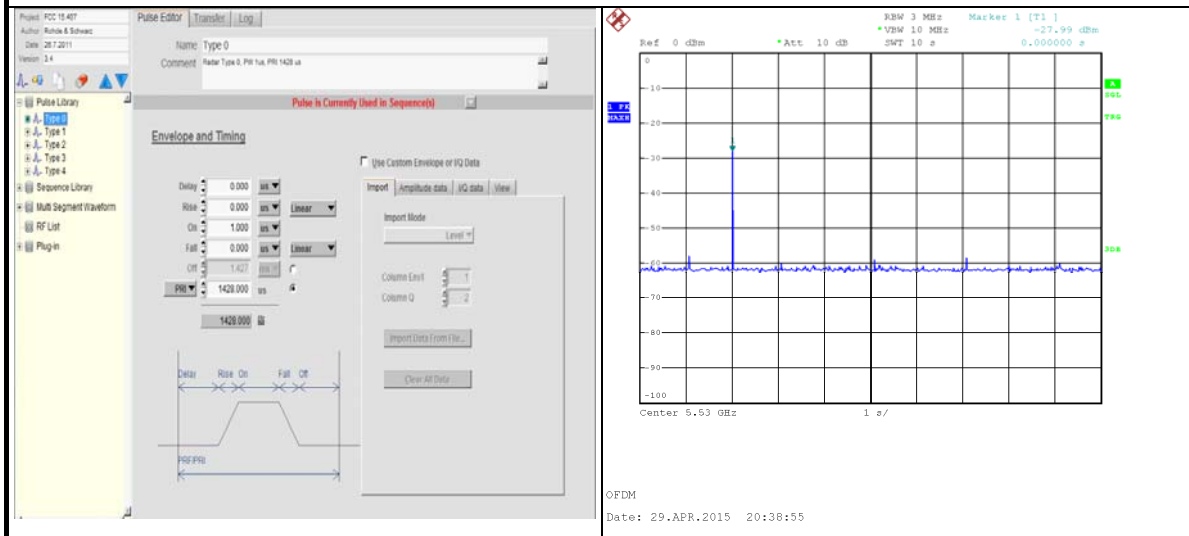 Project FCC 15.407
Author Rohde & Schwarz
Date 26.7.2011
Version 3.4
Pulse Library
Type 0
Type 1
Type 2
Type 3
Type 4
Sequence Library
Multi Segment Waveform
RF List
Plug-in
Pulse Editor Transfer Log
Name Type 0
Comment Radar Type 0, PW 1us, PRI 1428 us
Pulse is Currently Used in Sequence(s)
Envelope and Timing
Use Custom Envelope or I/Q Data
Delay 0.000 us
Rise 0.000 us Linear
On 1.000 us
Fall 0.000 us Linear
Off 1.427
PRI 1428.000 us
1428.000
Import Amplitude data I/Q data View
Import Mode
Level
Column Env/I 1
Column Q 2
Import Data From File...
Clear All Data
Delay Rise On Fall Off
PRF/PRI
RBW 3 MHz Marker 1 [T1 ]
*VBW 10 MHz -27.99 dBm
Ref 0 dBm *Att 10 dB SWT 10 s 0.000000 s
0
-10
-20
-30
-40
-50
-60
-70
-80
-90
-100
1 PK
MAXH
A
SGL
TRG
3DB
1
Center 5.53 GHz 1 s/
OFDM
Date: 29.APR.2015 20:38:55